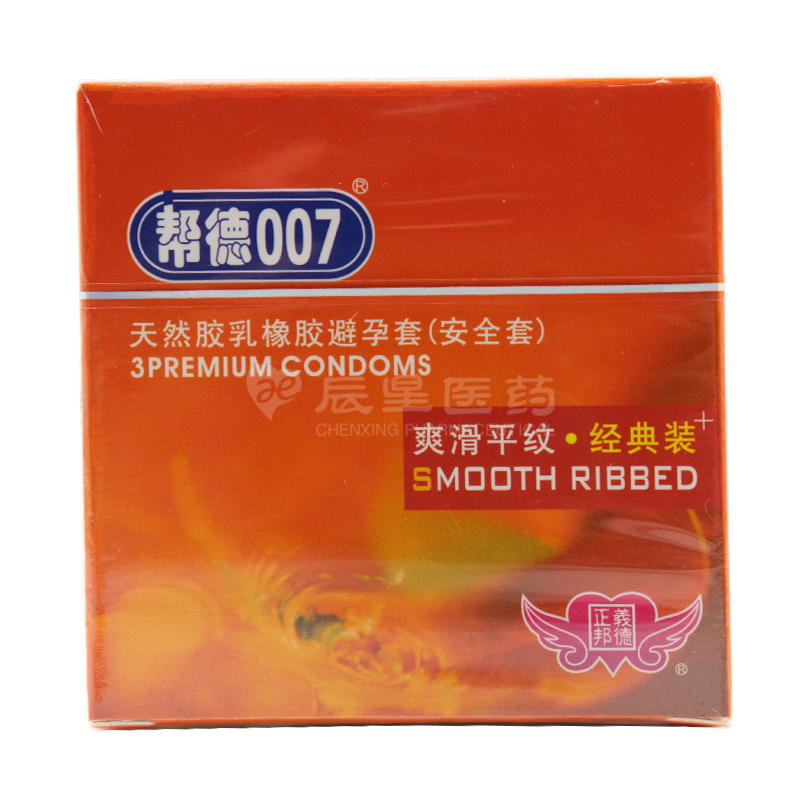 帮德007®
天然胶乳橡胶避孕套(安全套)
3PREMIUM CONDOMS
辰星医药
爽滑平纹·经典装
SMOOTH RIBBED
正義
邦德
®